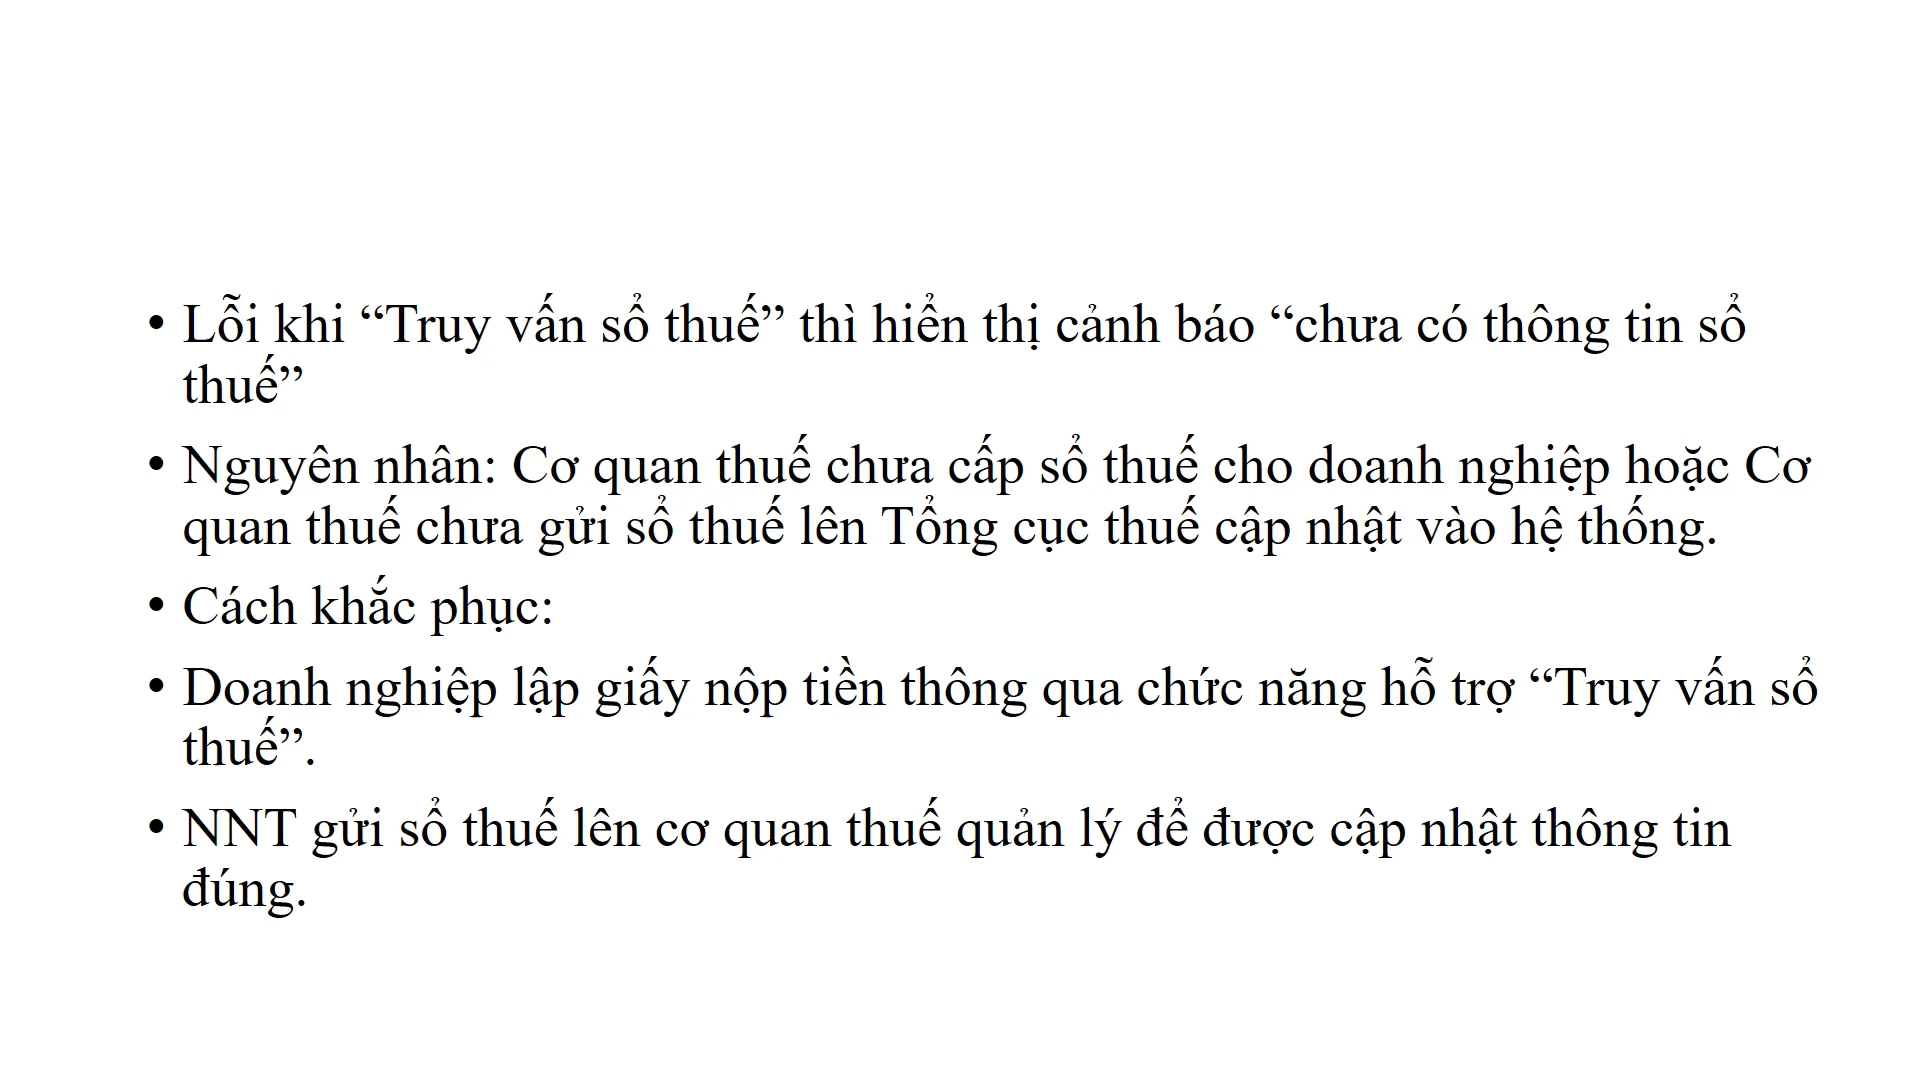 • Lỗi khi “Truy vấn sổ thuế” thì hiển thị cảnh báo “chưa có thông tin sổ
thuế”
• Nguyên nhân: Cơ quan thuế chưa cấp sổ thuế cho doanh nghiệp hoặc Cơ
quan thuế chưa gửi sổ thuế lên Tổng cục thuế cập nhật vào hệ thống.
• Cách khắc phục:
• Doanh nghiệp lập giấy nộp tiền thông qua chức năng hỗ trợ “Truy vấn sổ
thuế”.
• NNT gửi sổ thuế lên cơ quan thuế quản lý để được cập nhật thông tin
đúng.